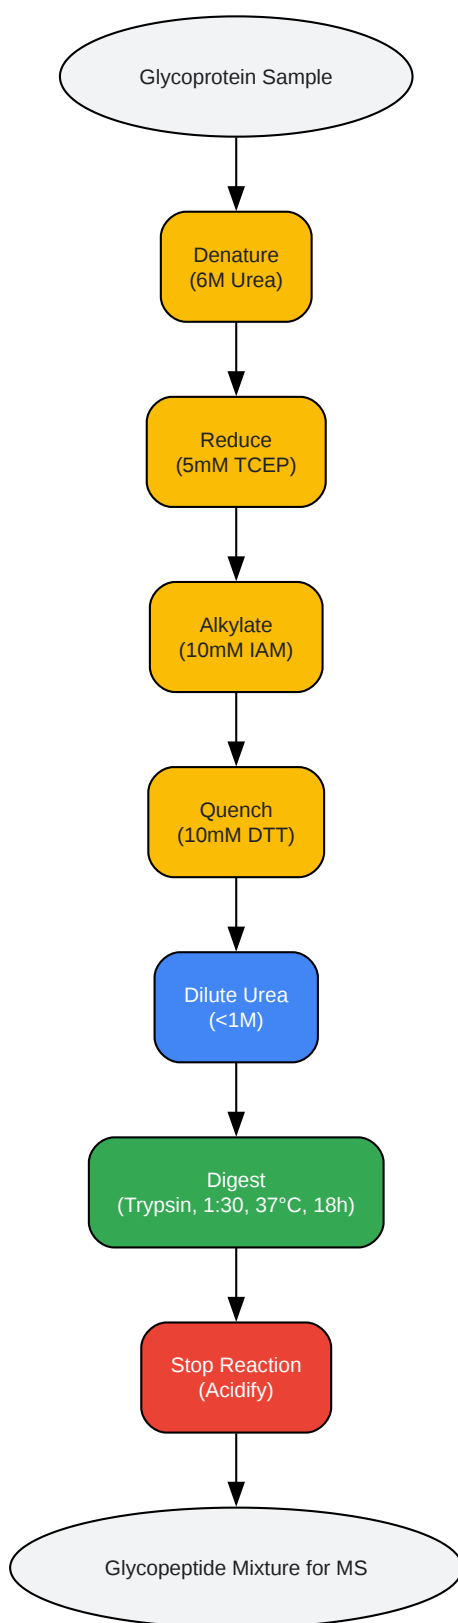 Glycoprotein Sample
Denature
(6M Urea)
Reduce
(5mM TCEP)
Alkylate
(10mM IAM)
Quench
(10mM DTT)
Dilute Urea
(<1M)
Digest
(Trypsin, 1:30, 37°C, 18h)
Stop Reaction
(Acidify)
Glycopeptide Mixture for MS